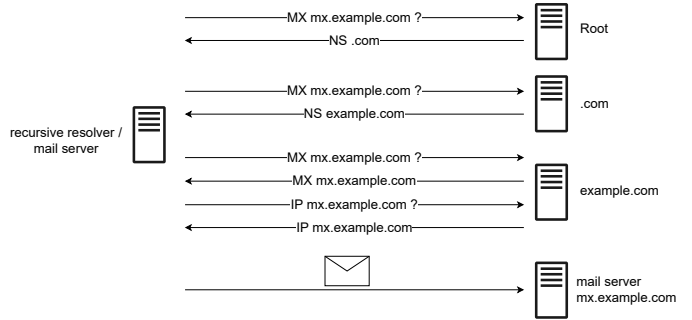 MX mx.example.com ?
NS .com
Root
MX mx.example.com ?
NS example.com
.com
recursive resolver /
mail server
MX mx.example.com ?
MX mx.example.com
IP mx.example.com ?
IP mx.example.com
example.com
mail server
mx.example.com